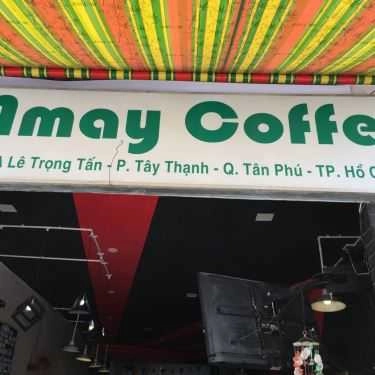 Amay Coffe
Lê Trọng Tấn - P. Tây Thạnh - Q. Tân Phú - TP. Hồ